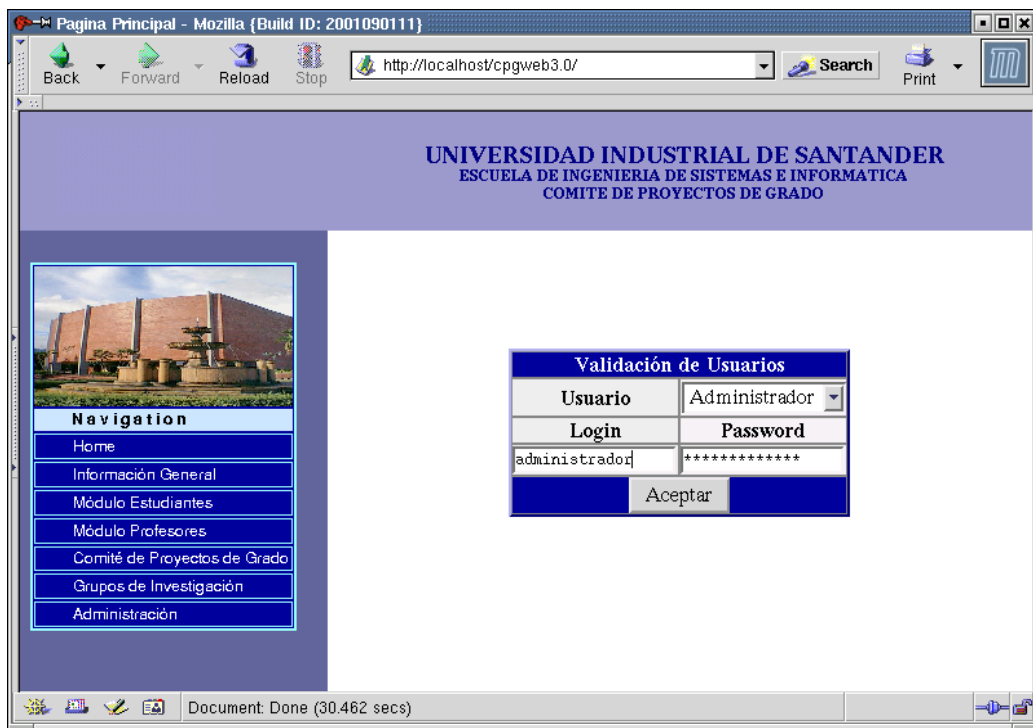 Pagina Principal - Mozilla {Build ID: 2001090111}
Back
Forward
Reload
Stop
http://localhost/cpgweb3.0/
Search
Print
UNIVERSIDAD INDUSTRIAL DE SANTANDER
ESCUELA DE INGENIERIA DE SISTEMAS E INFORMATICA
COMITE DE PROYECTOS DE GRADO
Navigation
Home
Información General
Módulo Estudiantes
Módulo Profesores
Comité de Proyectos de Grado
Grupos de Investigación
Administración
Validación de Usuarios
Usuario Administrador
Login Password
administrador *************
Aceptar
Document: Done (30.462 secs)